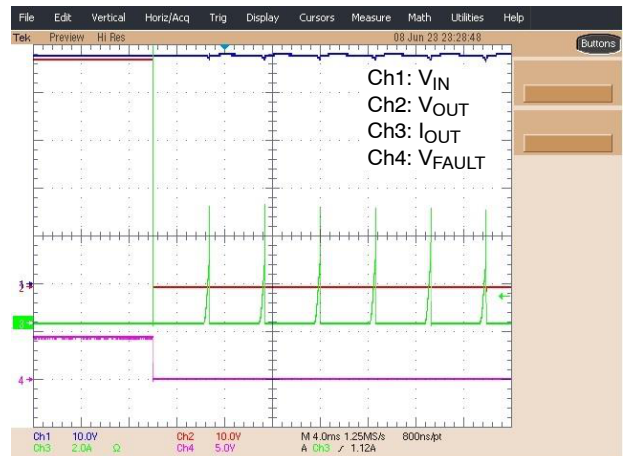 File Edit Vertical Horiz/Acq Trig Display Cursors Measure Math Utilities Help
Tek Preview Hi Res 08 Jun 23 23:28:48
Buttons
Ch1: VIN
Ch2: VOUT
Ch3: IOUT
Ch4: VFAULT
2
3
4
Ch1 10.0V Ch2 10.0V M 4.0ms 1.25MS/s 800ns/pt
Ch3 2.0A Ω Ch4 5.0V A Ch3 / 1.12A